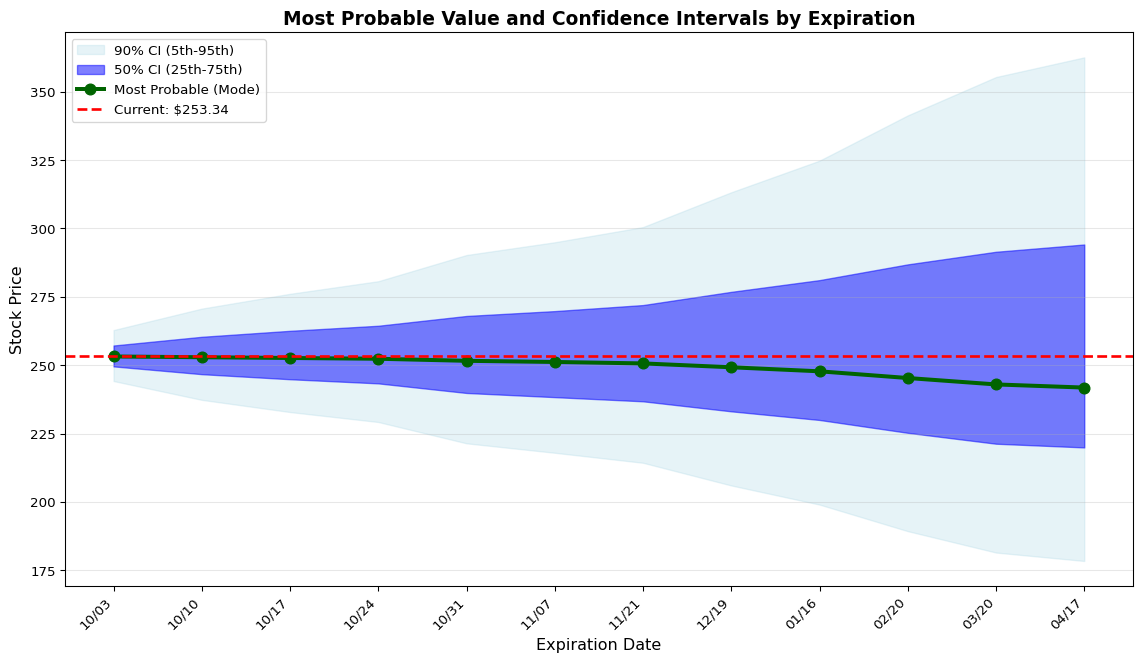 Most Probable Value and Confidence Intervals by Expiration
90% CI (5th-95th)
50% CI (25th-75th)
Most Probable (Mode)
Current: $253.34
Stock Price
350
325
300
275
250
225
200
175
10/03
10/10
10/17
10/24
10/31
11/07
11/21
12/19
01/16
02/20
03/20
04/17
Expiration Date